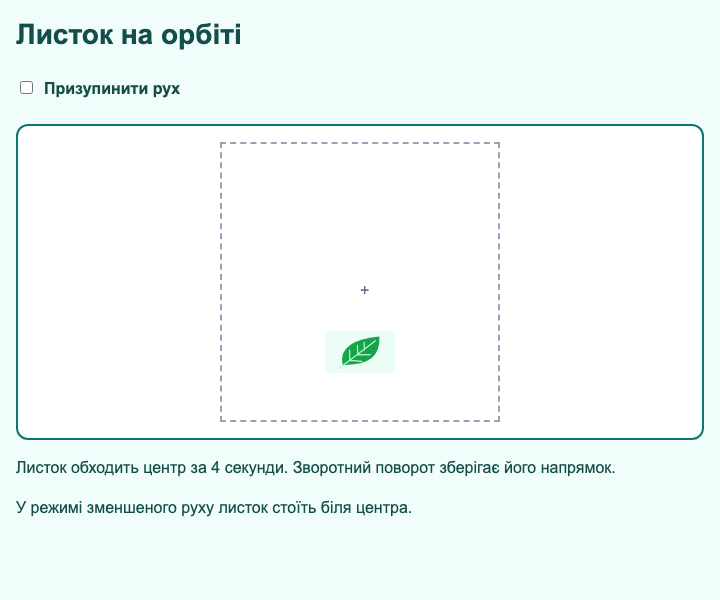 Листок на орбіті
Призупинити рух
+
Листок обходить центр за 4 секунди. Зворотний поворот зберігає його напрямок.
У режимі зменшеного руху листок стоїть біля центра.